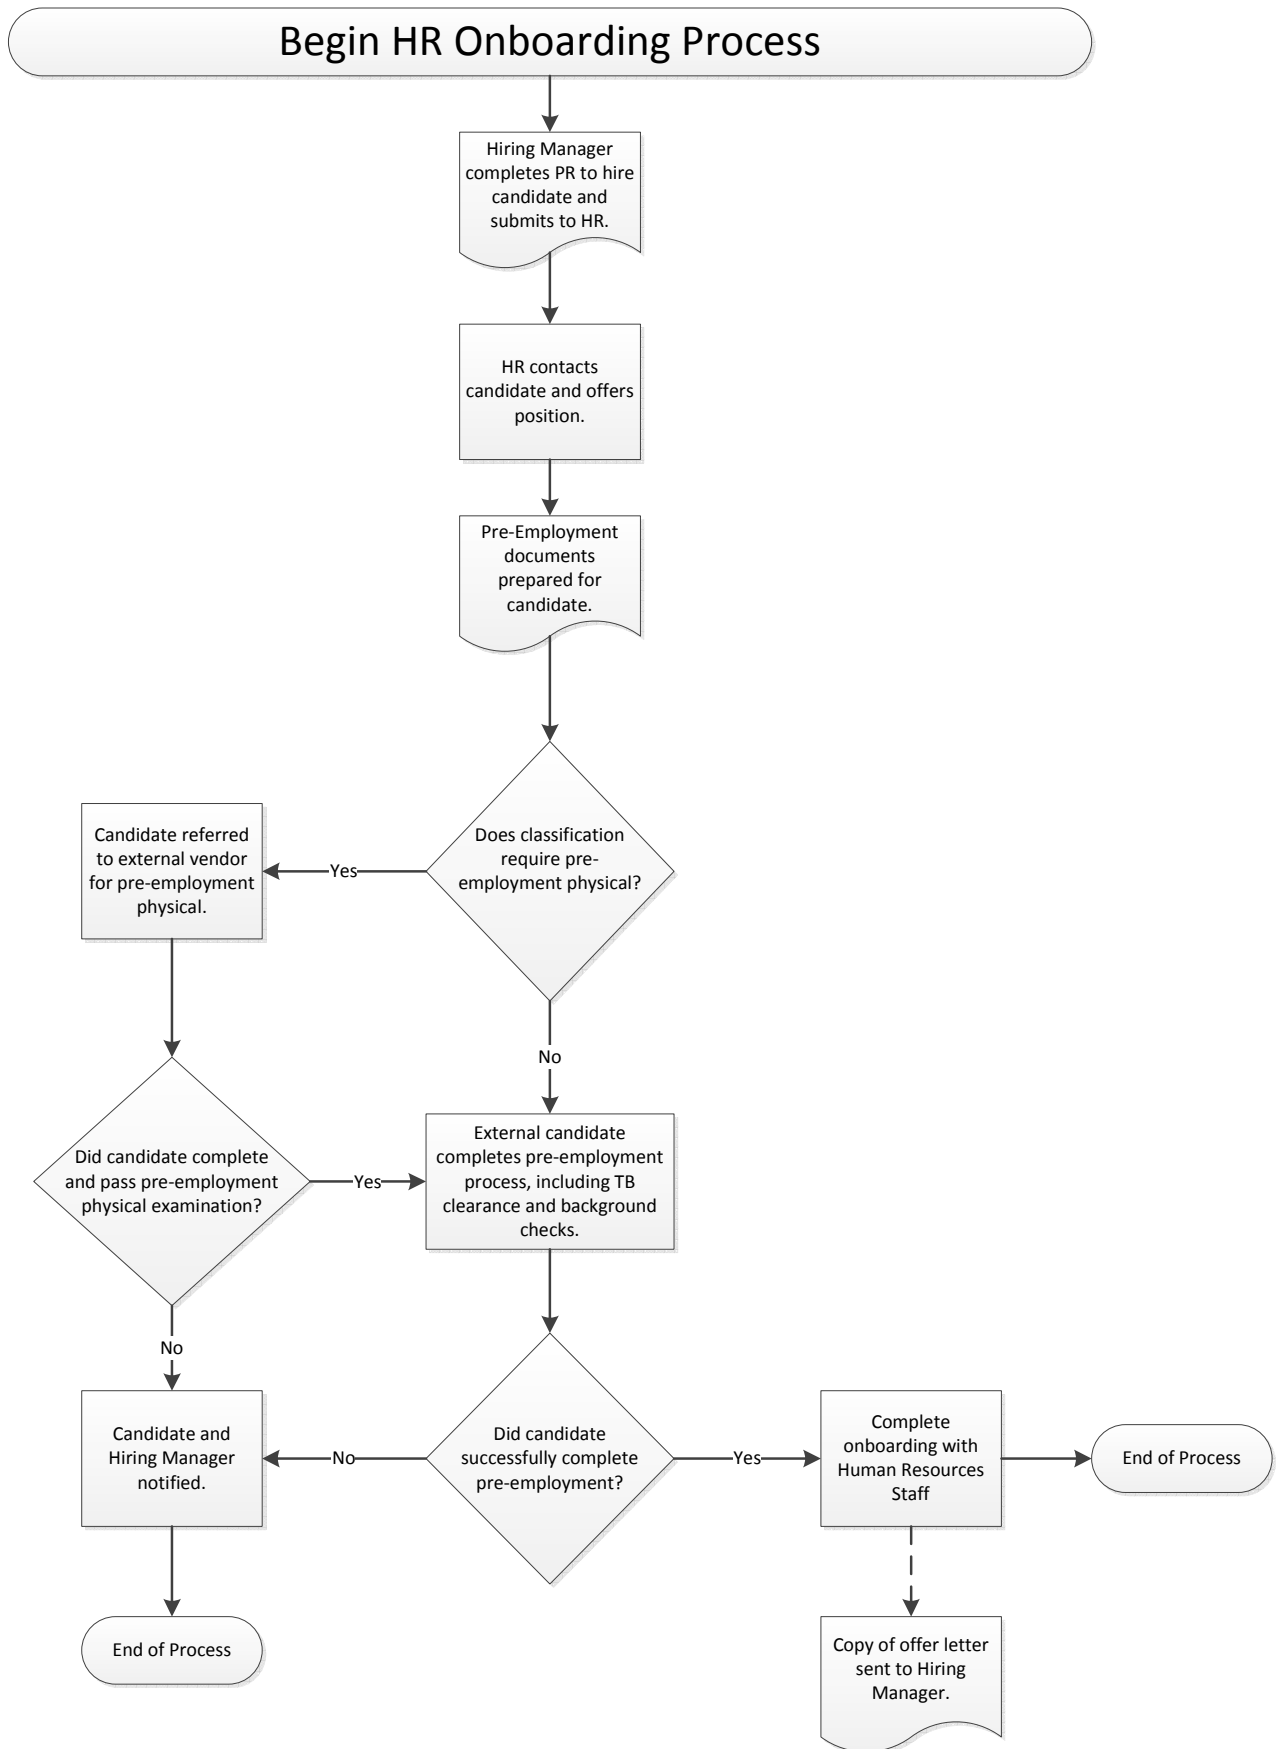 Begin HR Onboarding Process
Hiring Manager
completes PR to hire
candidate and
submits to HR.
HR contacts
candidate and offers
position.
Pre-Employment
documents
prepared for
candidate.
Does classification
require pre-
employment physical?
Yes
Candidate referred
to external vendor
for pre-employment
physical.
No
Did candidate complete
and pass pre-employment
physical examination?
Yes
External candidate
completes pre-employment
process, including TB
clearance and background
checks.
No
Candidate and
Hiring Manager
notified.
No
Did candidate
successfully complete
pre-employment?
Yes
Complete
onboarding with
Human Resources
Staff
End of Process
End of Process
Copy of offer letter
sent to Hiring
Manager.